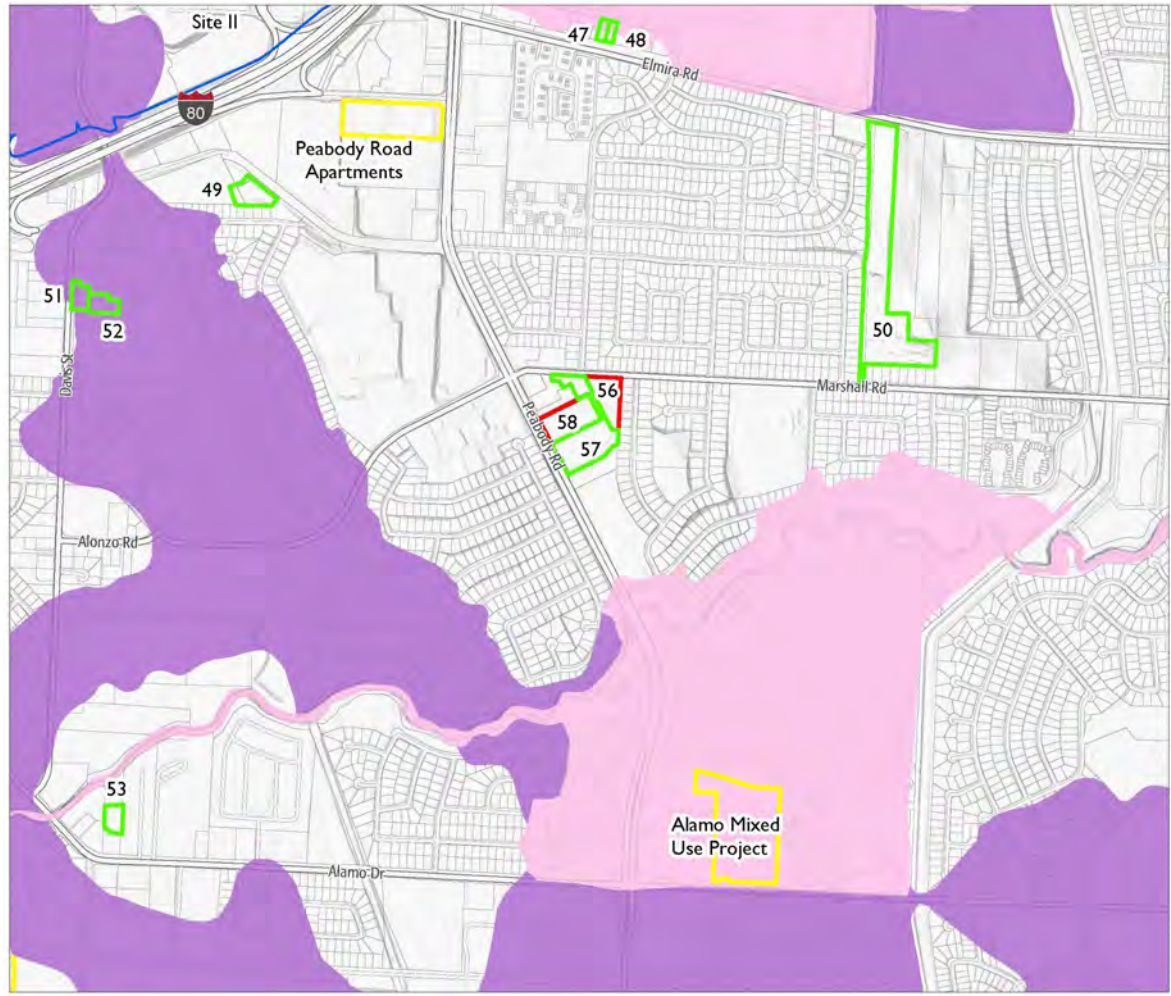 Site II
47
48
Elmira Rd
80
Peabody Road
Apartments
49
51
52
Davis St
50
Marshall Rd
56
58
57
Peabody Rd
Alonzo Rd
53
Alamo Mixed
Use Project
Alamo Dr